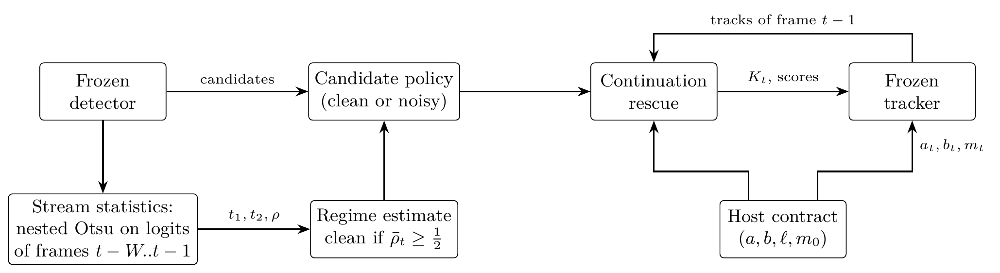 tracks of frame t − 1
Frozen
detector
candidates
Candidate policy
(clean or noisy)
Continuation
rescue
K_t, scores
Frozen
tracker
a_t, b_t, m_t
Stream statistics:
nested Otsu on logits
of frames t − W..t − 1
t_1, t_2, ρ
Regime estimate
clean if ρ̄_t ≥ 1/2
Host contract
(a, b, ℓ, m_0)